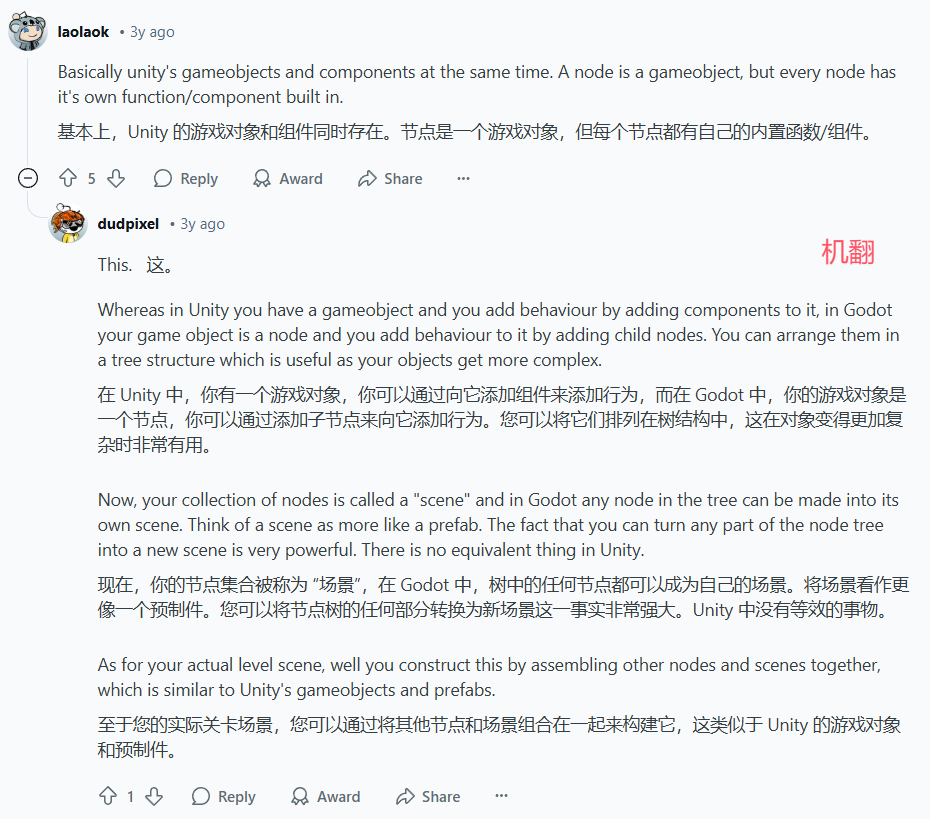 laolaok • 3y ago
Basically unity's gameobjects and components at the same time. A node is a gameobject, but every node has
it's own function/component built in.
基本上，Unity 的游戏对象和组件同时存在。节点是一个游戏对象，但每个节点都有自己的内置函数/组件。
5 Reply Award Share ···
dudpixel • 3y ago
机翻
This. 这。
Whereas in Unity you have a gameobject and you add behaviour by adding components to it, in Godot
your game object is a node and you add behaviour to it by adding child nodes. You can arrange them in
a tree structure which is useful as your objects get more complex.
在 Unity 中，你有一个游戏对象，你可以通过向它添加组件来添加行为，而在 Godot 中，你的游戏对象是
一个节点，你可以通过添加子节点来向它添加行为。您可以将它们排列在树结构中，这在对象变得更加复
杂时非常有用。
Now, your collection of nodes is called a "scene" and in Godot any node in the tree can be made into its
own scene. Think of a scene as more like a prefab. The fact that you can turn any part of the node tree
into a new scene is very powerful. There is no equivalent thing in Unity.
现在，你的节点集合被称为 “场景”，在 Godot 中，树中的任何节点都可以成为自己的场景。将场景看作更
像一个预制件。您可以将节点树的任何部分转换为新场景这一事实非常强大。Unity 中没有等效的事物。
As for your actual level scene, well you construct this by assembling other nodes and scenes together,
which is similar to Unity's gameobjects and prefabs.
至于您的实际关卡场景，您可以通过将其他节点和场景组合在一起来构建它，这类似于 Unity 的游戏对象
和预制件。
1 Reply Award Share ···